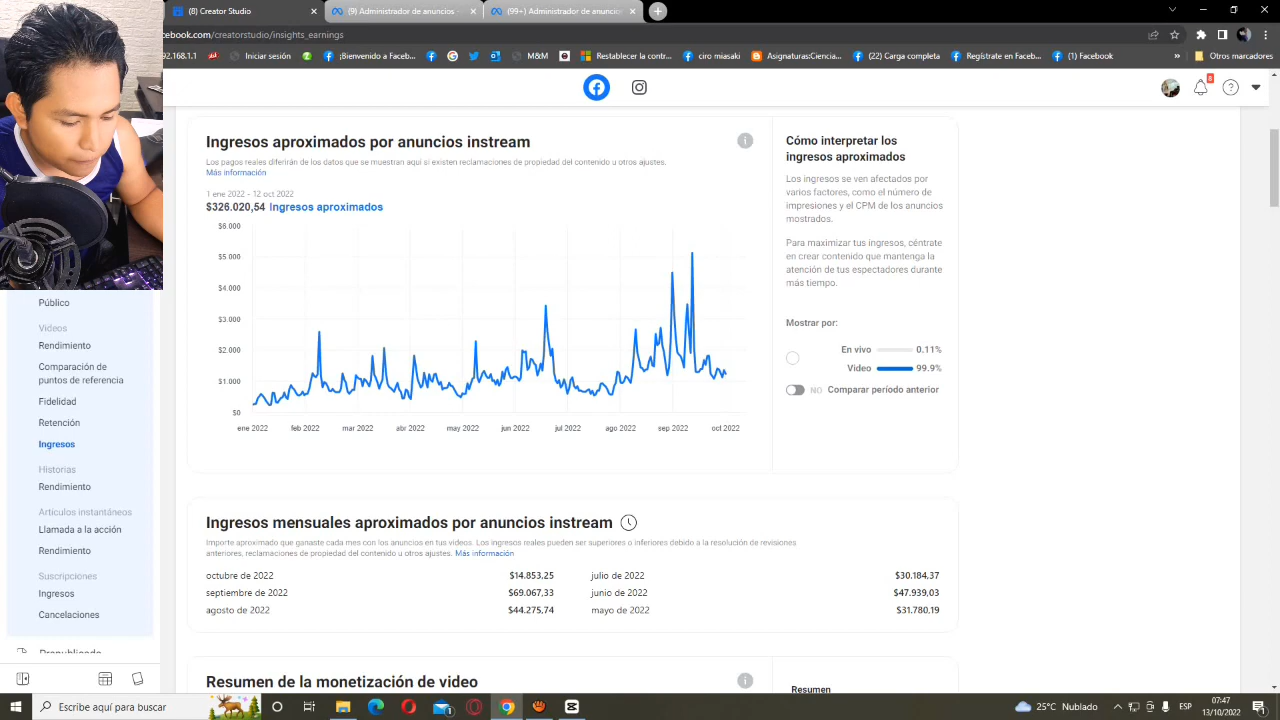 (8) Creator Studio
(9) Administrador de anuncios -
(99+) Administrador de anuncios
ebook.com/creatorstudio/insights_earnings
92.168.1.1
Iniciar sesión
¡Bienvenido a Faceb
M&M
Restablecer la contr...
ciro miasaki
Asignaturas:Cienci
(22) Carga compart
Regístrate en Face
(1) Facebook
»
Otros marcadores
Ingresos aproximados por anuncios instream
Los pagos reales diferirán de los datos que se muestran aquí si existen reclamaciones de propiedad del contenido u otros ajustes.
Más información
1 ene 2022 – 12 oct 2022
$326.020,54 Ingresos aproximados
$6.000
$5.000
$4.000
$3.000
$2.000
$1.000
$0
ene 2022
feb 2022
mar 2022
abr 2022
may 2022
jun 2022
jul 2022
ago 2022
sep 2022
oct 2022
Cómo interpretar los
ingresos aproximados
Los ingresos se ven afectados por
varios factores, como el número de
impresiones y el CPM de los anuncios
mostrados.
Para maximizar tus ingresos, céntrate
en crear contenido que mantenga la
atención de tus espectadores durante
más tiempo.
Mostrar por:
En vivo 0.11%
Video 99.9%
NO Comparar período anterior
Público
Videos
Rendimiento
Comparación de
puntos de referencia
Fidelidad
Retención
Ingresos
Historias
Rendimiento
Artículos instantáneos
Llamada a la acción
Rendimiento
Suscripciones
Ingresos
Cancelaciones
Prepublicado
Ingresos mensuales aproximados por anuncios instream
Importe aproximado que ganaste cada mes con los anuncios en tus videos. Los ingresos reales pueden ser superiores o inferiores debido a la resolución de revisiones
anteriores, reclamaciones de propiedad del contenido u otros ajustes. Más información
octubre de 2022 $14.853,25 julio de 2022 $30.184,37
septiembre de 2022 $69.067,33 junio de 2022 $47.939,03
agosto de 2022 $44.275,74 mayo de 2022 $31.780.19
Resumen de la monetización de video
Resumen
Escribe aquí para buscar
22°C Nublado
ESP
07:47
13/10/2022